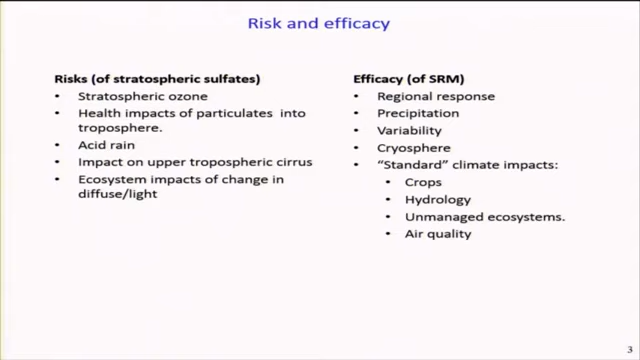 Risk and efficacy
Risks (of stratospheric sulfates)
• Stratospheric ozone
• Health impacts of particulates into
troposphere.
• Acid rain
• Impact on upper tropospheric cirrus
• Ecosystem impacts of change in
diffuse/light
Efficacy (of SRM)
• Regional response
• Precipitation
• Variability
• Cryosphere
• “Standard” climate impacts:
• Crops
• Hydrology
• Unmanaged ecosystems.
• Air quality
3